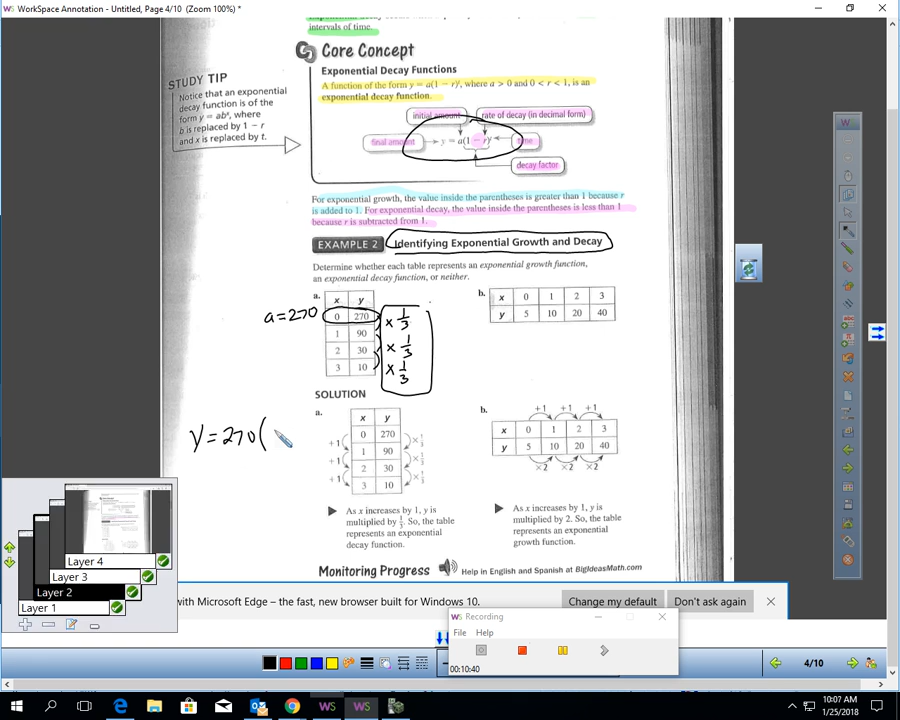 WorkSpace Annotation - Untitled, Page 4/10 (Zoom 100%) *
intervals of time.
Core Concept
STUDY TIP
Notice that an exponential
decay function is of the
form y = abˣ, where
b is replaced by 1 − r
and x is replaced by t.
Exponential Decay Functions
A function of the form y = a(1 − r)ᵗ, where a > 0 and 0 < r < 1, is an
exponential decay function.
initial amount
rate of decay (in decimal form)
final amount
y = a(1 − r)ᵗ
time
decay factor
For exponential growth, the value inside the parentheses is greater than 1 because r
is added to 1. For exponential decay, the value inside the parentheses is less than 1
because r is subtracted from 1.
EXAMPLE 2 Identifying Exponential Growth and Decay
Determine whether each table represents an exponential growth function,
an exponential decay function, or neither.
a.
x y
0 270
1 90
2 30
3 10
a=270
× 1/3
× 1/3
× 1/3
b.
x 0 1 2 3
y 5 10 20 40
SOLUTION
a.
x y
0 270
1 90
2 30
3 10
+1
+1
+1
×1/3
×1/3
×1/3
b.
+1 +1 +1
x 0 1 2 3
y 5 10 20 40
×2 ×2 ×2
y=270(
As x increases by 1, y is
multiplied by 1/3. So, the table
represents an exponential
decay function.
As x increases by 1, y is
multiplied by 2. So, the table
represents an exponential
growth function.
Monitoring Progress Help in English and Spanish at BigIdeasMath.com
Layer 4
Layer 3
Layer 2
Layer 1
with Microsoft Edge – the fast, new browser built for Windows 10.
Change my default
Don't ask again
WS Recording
File Help
00:10:40
4/10
10:07 AM
1/25/2018